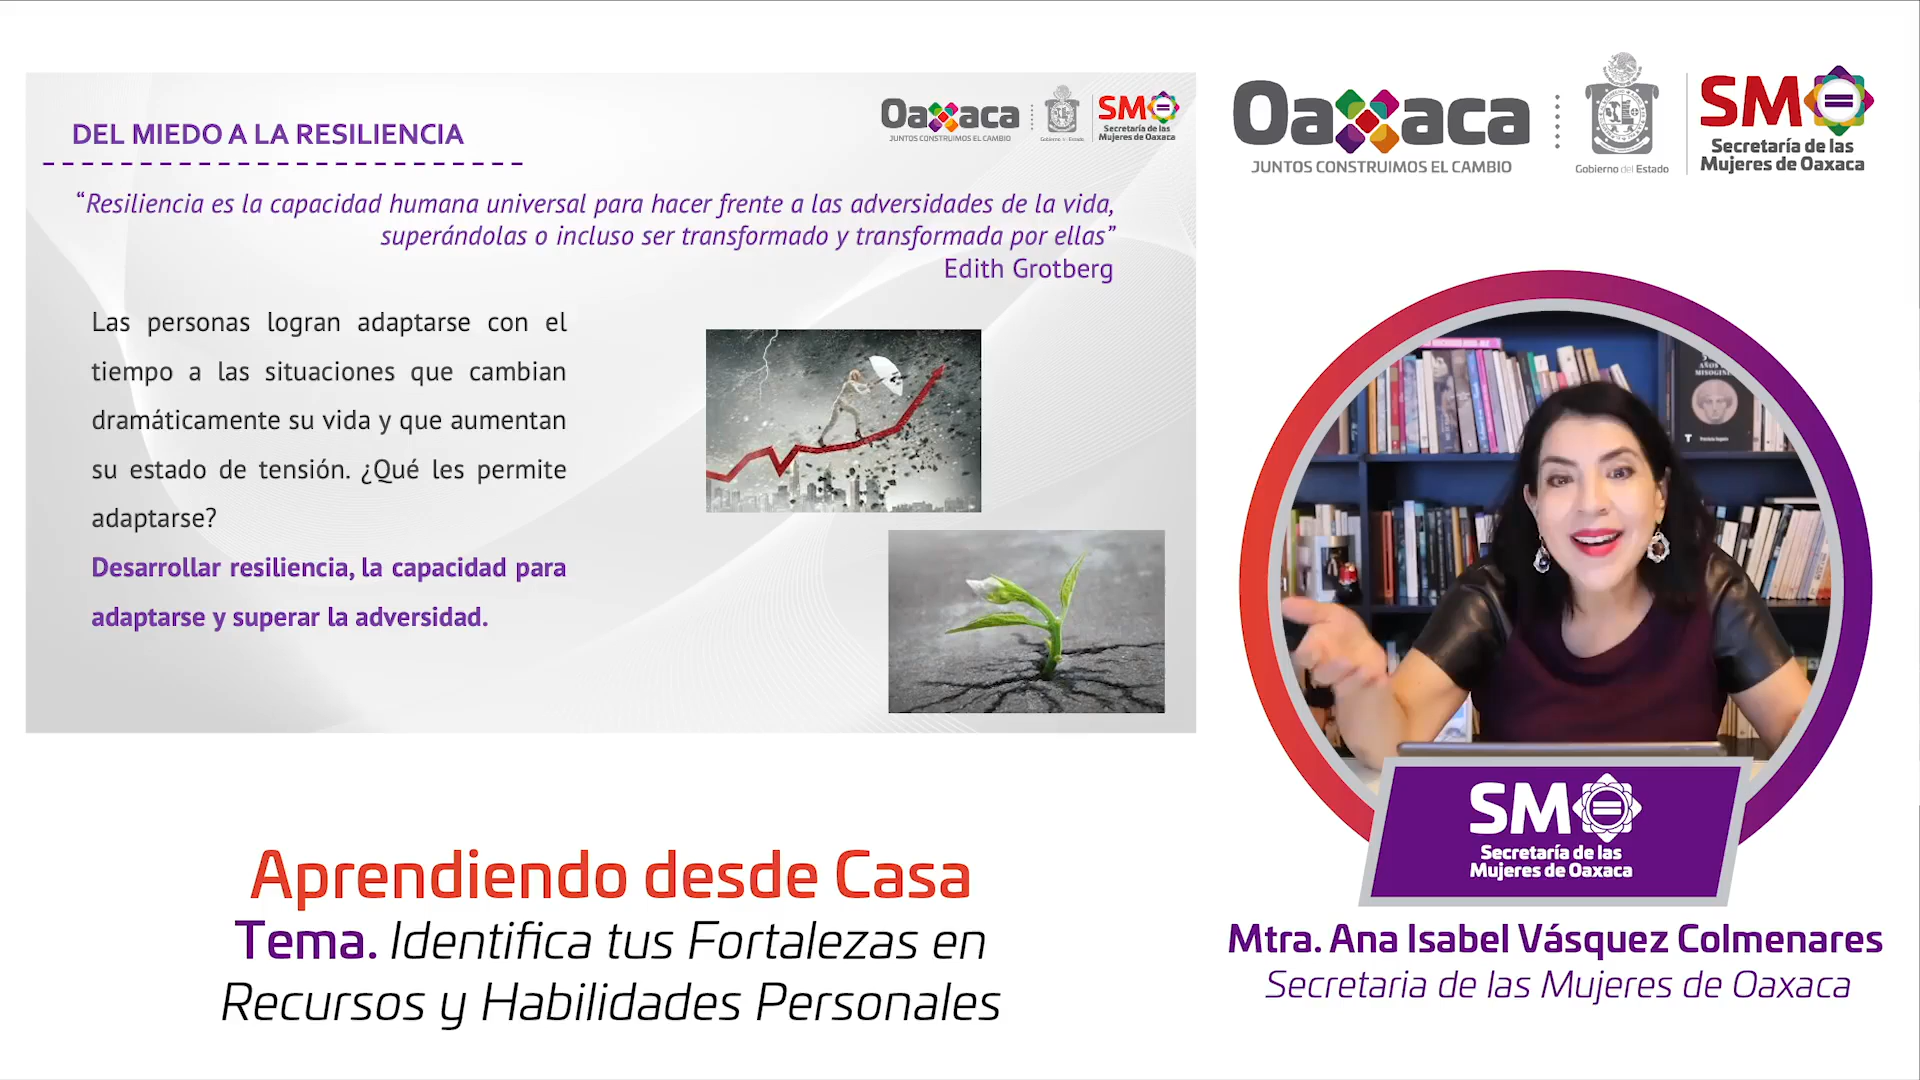 DEL MIEDO A LA RESILIENCIA
Oaxaca
JUNTOS CONSTRUIMOS EL CAMBIO
Gobierno del Estado
SM
Secretaría de las
Mujeres de Oaxaca
“Resiliencia es la capacidad humana universal para hacer frente a las adversidades de la vida,
superándolas o incluso ser transformado y transformada por ellas”
Edith Grotberg
Las personas logran adaptarse con el
tiempo a las situaciones que cambian
dramáticamente su vida y que aumentan
su estado de tensión. ¿Qué les permite
adaptarse?
Desarrollar resiliencia, la capacidad para
adaptarse y superar la adversidad.
Oaxaca
JUNTOS CONSTRUIMOS EL CAMBIO
Gobierno del Estado
SM
Secretaría de las
Mujeres de Oaxaca
AÑOS
MISOGINIA
SM
Secretaría de las
Mujeres de Oaxaca
Aprendiendo desde Casa
Tema. Identifica tus Fortalezas en
Recursos y Habilidades Personales
Mtra. Ana Isabel Vásquez Colmenares
Secretaria de las Mujeres de Oaxaca